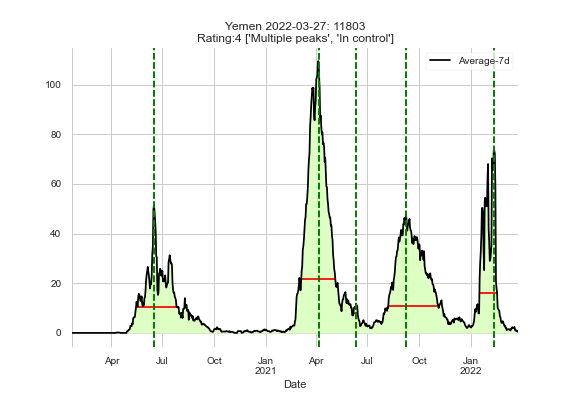 Yemen 2022-03-27: 11803
Rating:4 ['Multiple peaks', 'In control']
Average-7d
100
80
60
40
20
0
Apr Jul Oct Jan Apr Jul Oct Jan
2021 2022
Date